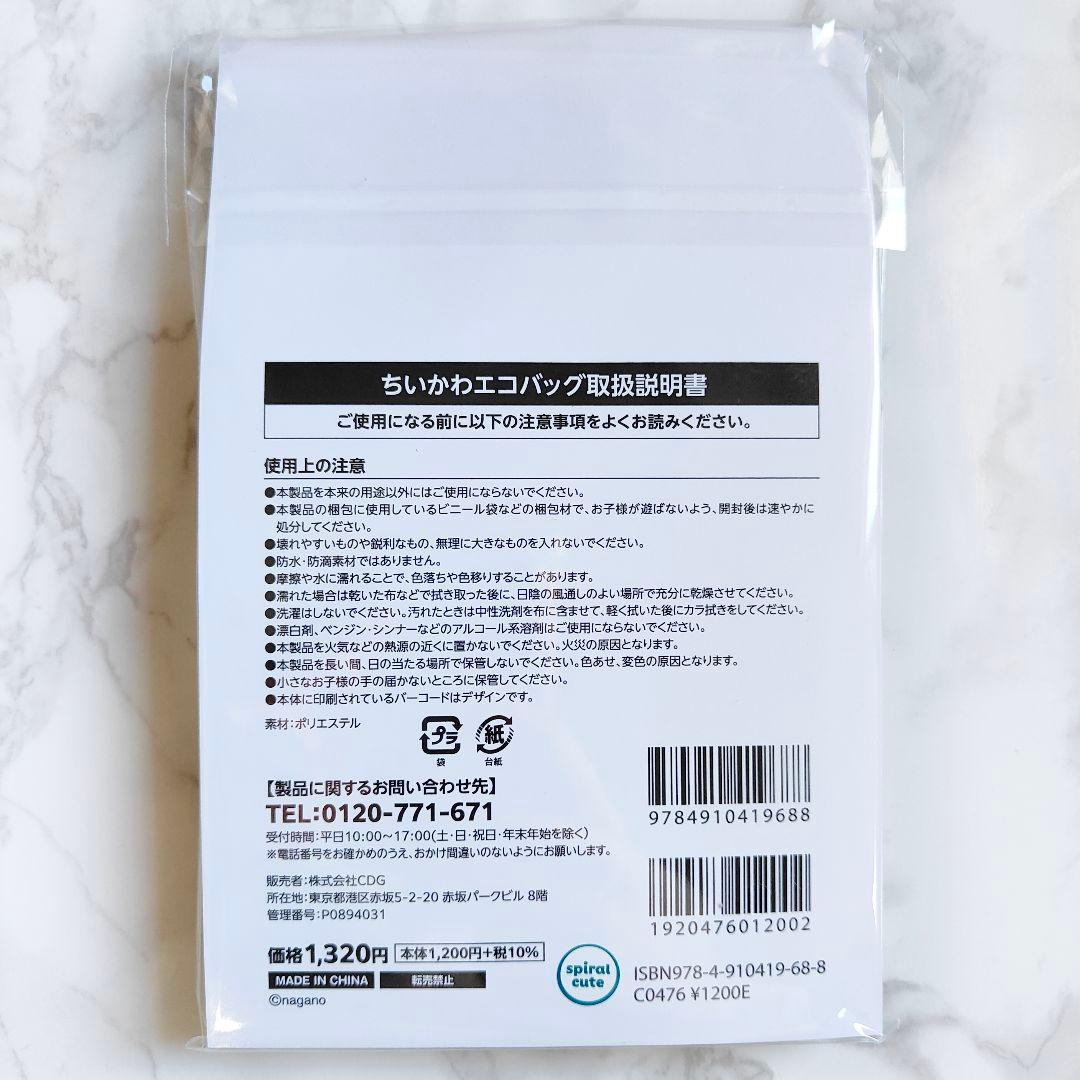 ちいかわエコバッグ取扱説明書
ご使用になる前に以下の注意事項をよくお読みください。
使用上の注意
●本製品を本来の用途以外にはご使用にならないでください。
●本製品の梱包に使用しているビニール袋などの梱包材で、お子様が遊ばないよう、開封後は速やかに
処分してください。
●壊れやすいものや鋭利なもの、無理に大きなものを入れないでください。
●防水・防滴素材ではありません。
●摩擦や水に濡れることで、色落ちや色移りすることがあります。
●濡れた場合は乾いた布などで拭き取った後に、日陰の風通しのよい場所で充分に乾燥させてください。
●洗濯はしないでください。汚れたときは中性洗剤を布に含ませて、軽く拭いた後にカラ拭きをしてください。
●漂白剤、ベンジン・シンナーなどのアルコール系溶剤はご使用にならないでください。
●本製品を火気などの熱源の近くに置かないでください。火災の原因となります。
●本製品を長い間、日の当たる場所で保管しないでください。色あせ、変色の原因となります。
●小さなお子様の手の届かないところに保管してください。
●本体に印刷されているバーコードはデザインです。
素材：ポリエステル
プラ 紙
袋 台紙
【製品に関するお問い合わせ先】
TEL:0120-771-671
受付時間：平日10:00～17:00(土・日・祝日・年末年始を除く)
※電話番号をお確かめのうえ、おかけ間違いのないようにお願いします。
販売者：株式会社CDG
所在地：東京都港区赤坂5-2-20 赤坂パークビル 8階
管理番号：P0894031
価格1,320円 本体1,200円+税10%
MADE IN CHINA 転売禁止
©nagano
9784910419688
1920476012002
spiral
cute
ISBN978-4-910419-68-8
C0476 ¥1200E